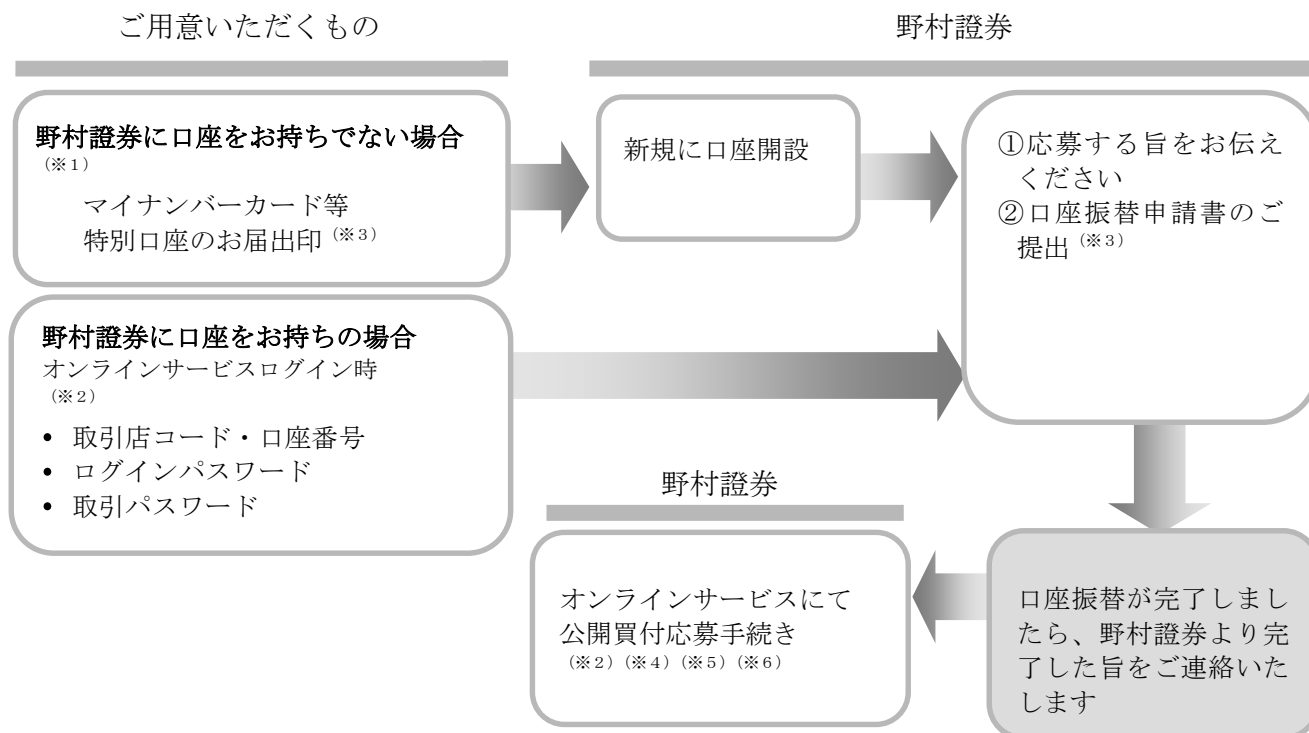 ご用意いただくもの
野村證券
野村證券に口座をお持ちでない場合
(※1)
マイナンバーカード等
特別口座のお届出印(※3)
新規に口座開設
①応募する旨をお伝え
ください
②口座振替申請書のご
提出(※3)
野村證券に口座をお持ちの場合
オンラインサービスログイン時
(※2)
• 取引店コード・口座番号
• ログインパスワード
• 取引パスワード
野村證券
オンラインサービスにて
公開買付応募手続き
(※2)(※4)(※5)(※6)
口座振替が完了しまし
たら、野村證券より完
了した旨をご連絡いた
します